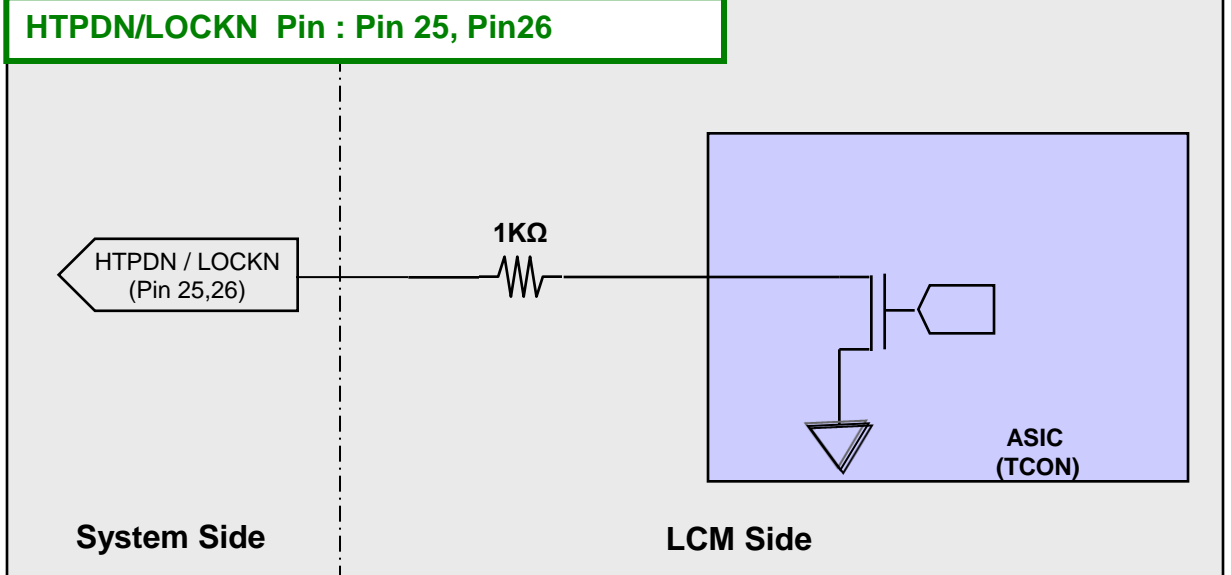 HTPDN/LOCKN Pin : Pin 25, Pin26
1KΩ
HTPDN / LOCKN
(Pin 25,26)
ASIC
(TCON)
System Side
LCM Side